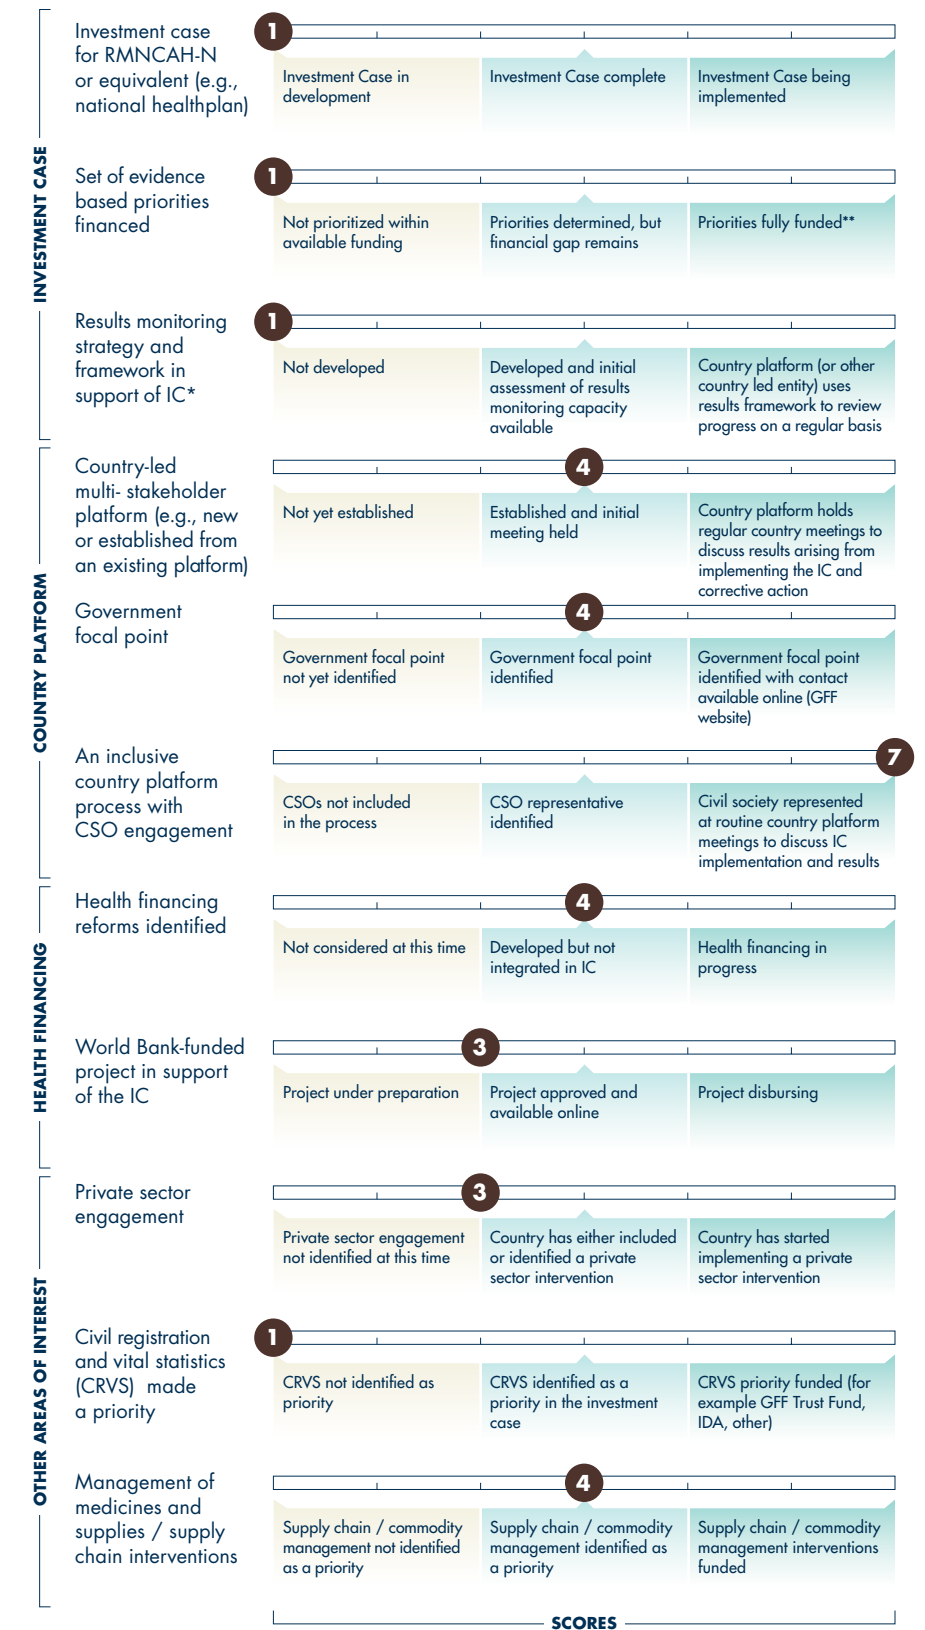 INVESTMENT CASE
Investment case
for RMNCAH-N
or equivalent (e.g.,
national healthplan)
1
Investment Case in
development
Investment Case complete
Investment Case being
implemented
Set of evidence
based priorities
financed
1
Not prioritized within
available funding
Priorities determined, but
financial gap remains
Priorities fully funded**
Results monitoring
strategy and
framework in
support of IC*
1
Not developed
Developed and initial
assessment of results
monitoring capacity
available
Country platform (or other
country led entity) uses
results framework to review
progress on a regular basis
COUNTRY PLATFORM
Country-led
multi- stakeholder
platform (e.g., new
or established from
an existing platform)
4
Not yet established
Established and initial
meeting held
Country platform holds
regular country meetings to
discuss results arising from
implementing the IC and
corrective action
Government
focal point
4
Government focal point
not yet identified
Government focal point
identified
Government focal point
identified with contact
available online (GFF
website)
An inclusive
country platform
process with
CSO engagement
7
CSOs not included
in the process
CSO representative
identified
Civil society represented
at routine country platform
meetings to discuss IC
implementation and results
HEALTH FINANCING
Health financing
reforms identified
4
Not considered at this time
Developed but not
integrated in IC
Health financing in
progress
World Bank-funded
project in support
of the IC
3
Project under preparation
Project approved and
available online
Project disbursing
OTHER AREAS OF INTEREST
Private sector
engagement
3
Private sector engagement
not identified at this time
Country has either included
or identified a private
sector intervention
Country has started
implementing a private
sector intervention
Civil registration
and vital statistics
(CRVS) made
a priority
1
CRVS not identified as
priority
CRVS identified as a
priority in the investment
case
CRVS priority funded (for
example GFF Trust Fund,
IDA, other)
Management of
medicines and
supplies / supply
chain interventions
4
Supply chain / commodity
management not identified
as a priority
Supply chain / commodity
management identified as
a priority
Supply chain / commodity
management interventions
funded
SCORES